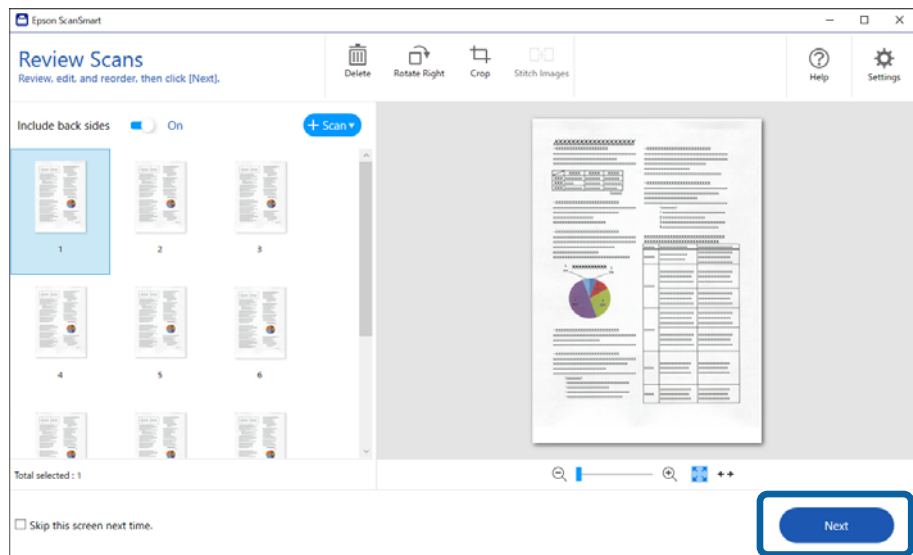 Epson ScanSmart
Review Scans
Review, edit, and reorder, then click [Next].
Delete
Rotate Right
Crop
Stitch Images
Help
Settings
Include back sides
On
+ Scan
1
2
3
4
5
6
Total selected : 1
Skip this screen next time.
Next